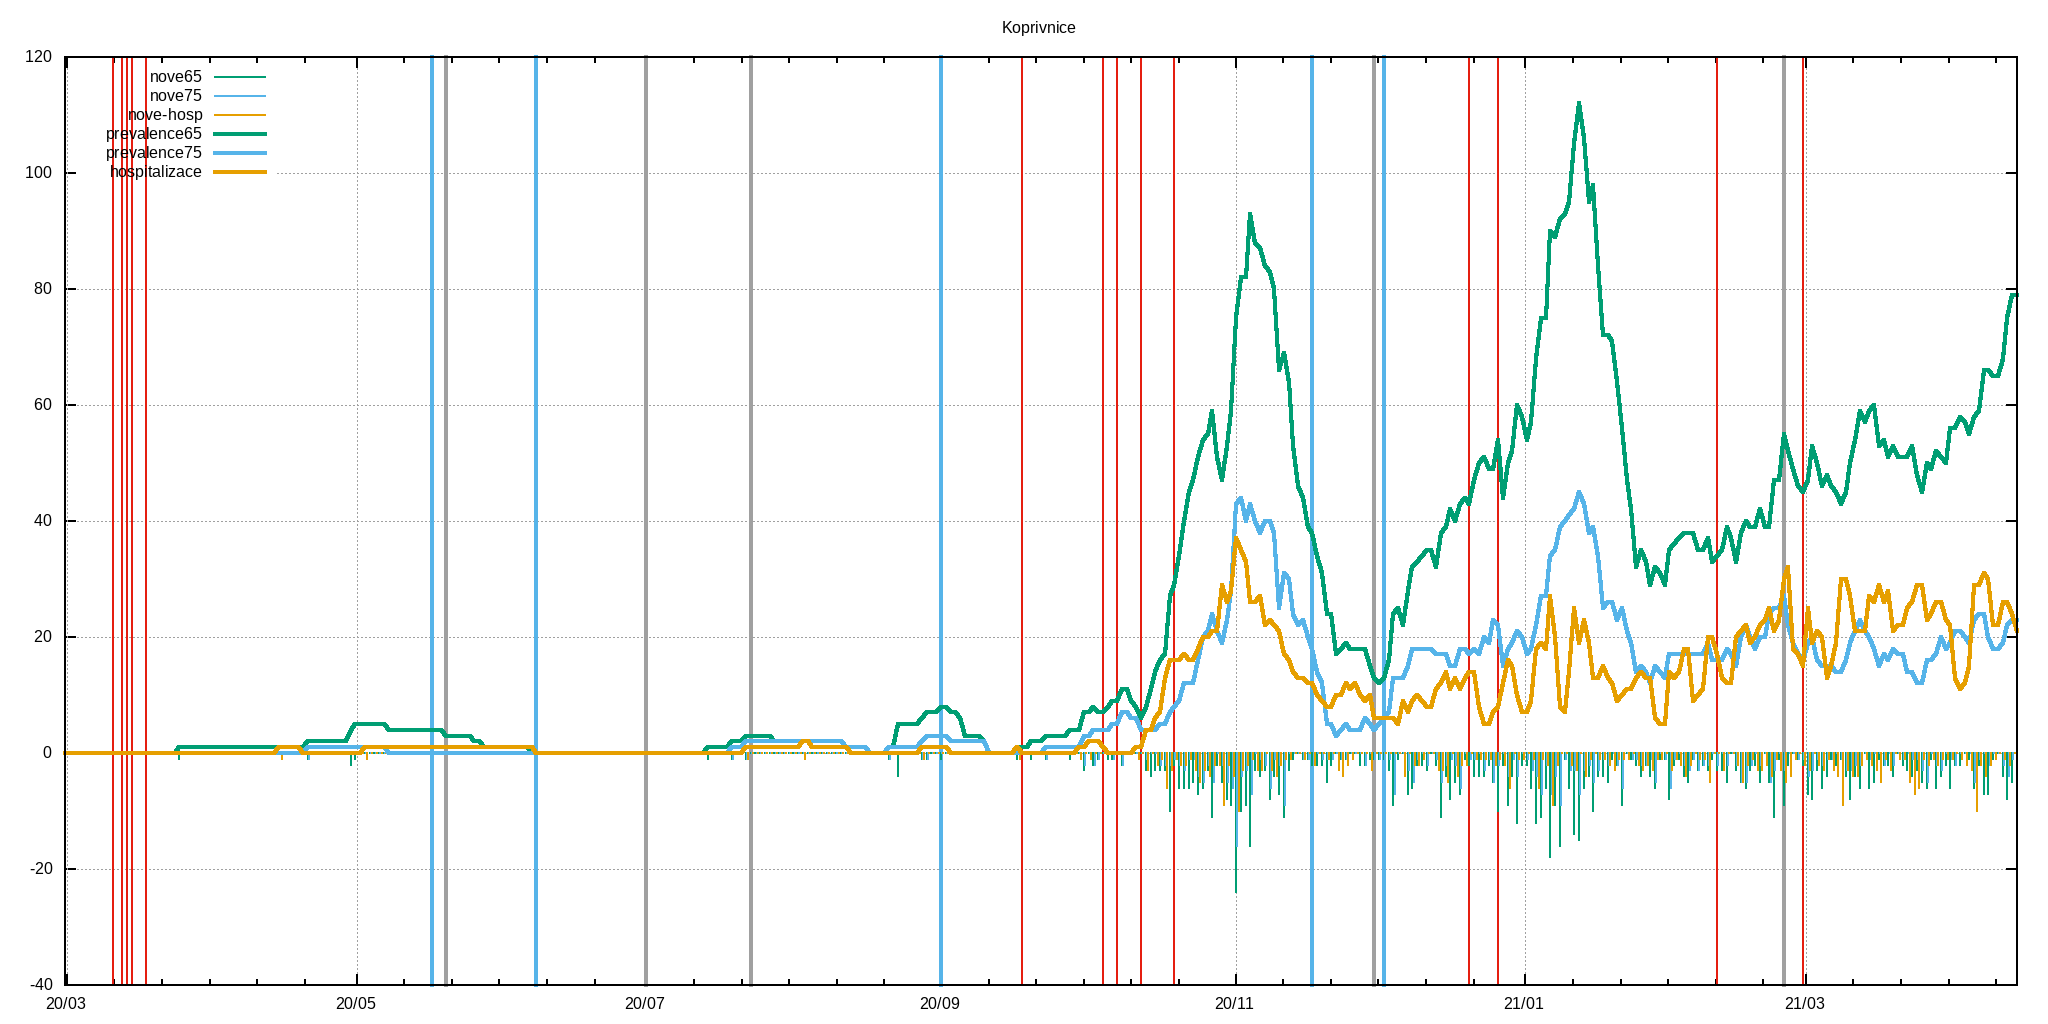 Koprivnice
120
nove65
nove75
nove-hosp
prevalence65
prevalence75
hospitalizace
100
80
60
40
20
0
-20
-40
20/03 20/05 20/07 20/09 20/11 21/01 21/03